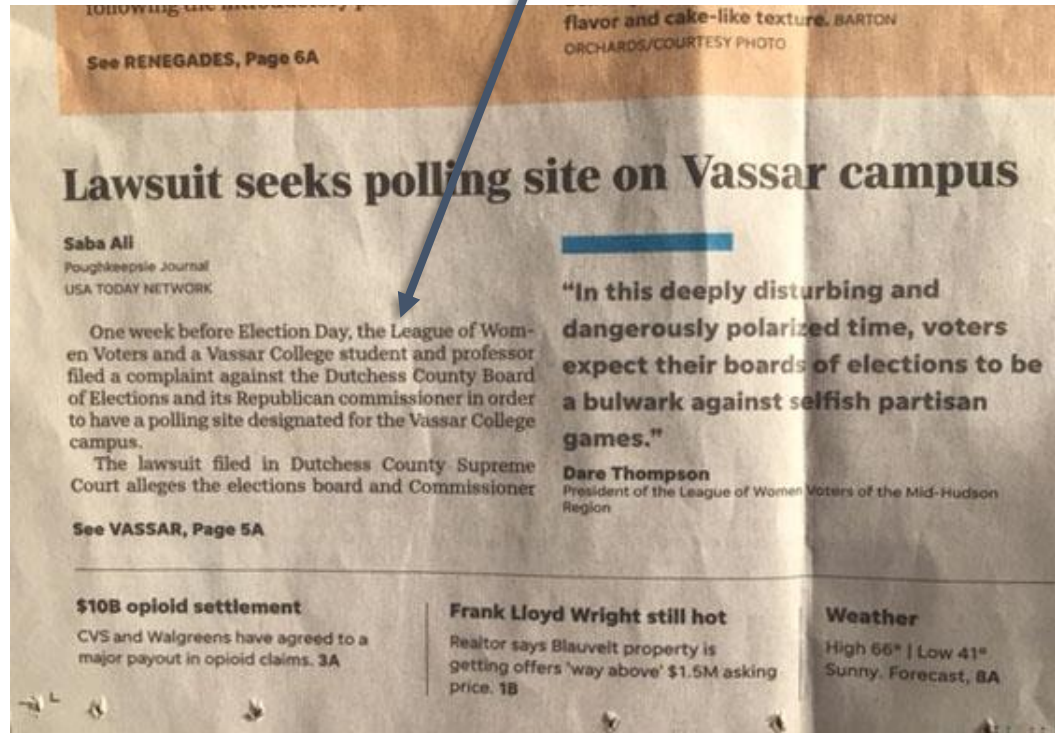 following the introductory
See RENEGADES, Page 6A
flavor and cake-like texture. BARTON
ORCHARDS/COURTESY PHOTO
Lawsuit seeks polling site on Vassar campus
Saba Ali
Poughkeepsie Journal
USA TODAY NETWORK
One week before Election Day, the League of Wom-
en Voters and a Vassar College student and professor
filed a complaint against the Dutchess County Board
of Elections and its Republican commissioner in order
to have a polling site designated for the Vassar College
campus.
The lawsuit filed in Dutchess County Supreme
Court alleges the elections board and Commissioner
See VASSAR, Page 5A
“In this deeply disturbing and
dangerously polarized time, voters
expect their boards of elections to be
a bulwark against selfish partisan
games.”
Dare Thompson
President of the League of Women Voters of the Mid-Hudson
Region
$10B opioid settlement
CVS and Walgreens have agreed to a
major payout in opioid claims. 3A
Frank Lloyd Wright still hot
Realtor says Blauvelt property is
getting offers 'way above' $1.5M asking
price. 1B
Weather
High 66° | Low 41°
Sunny. Forecast, 8A